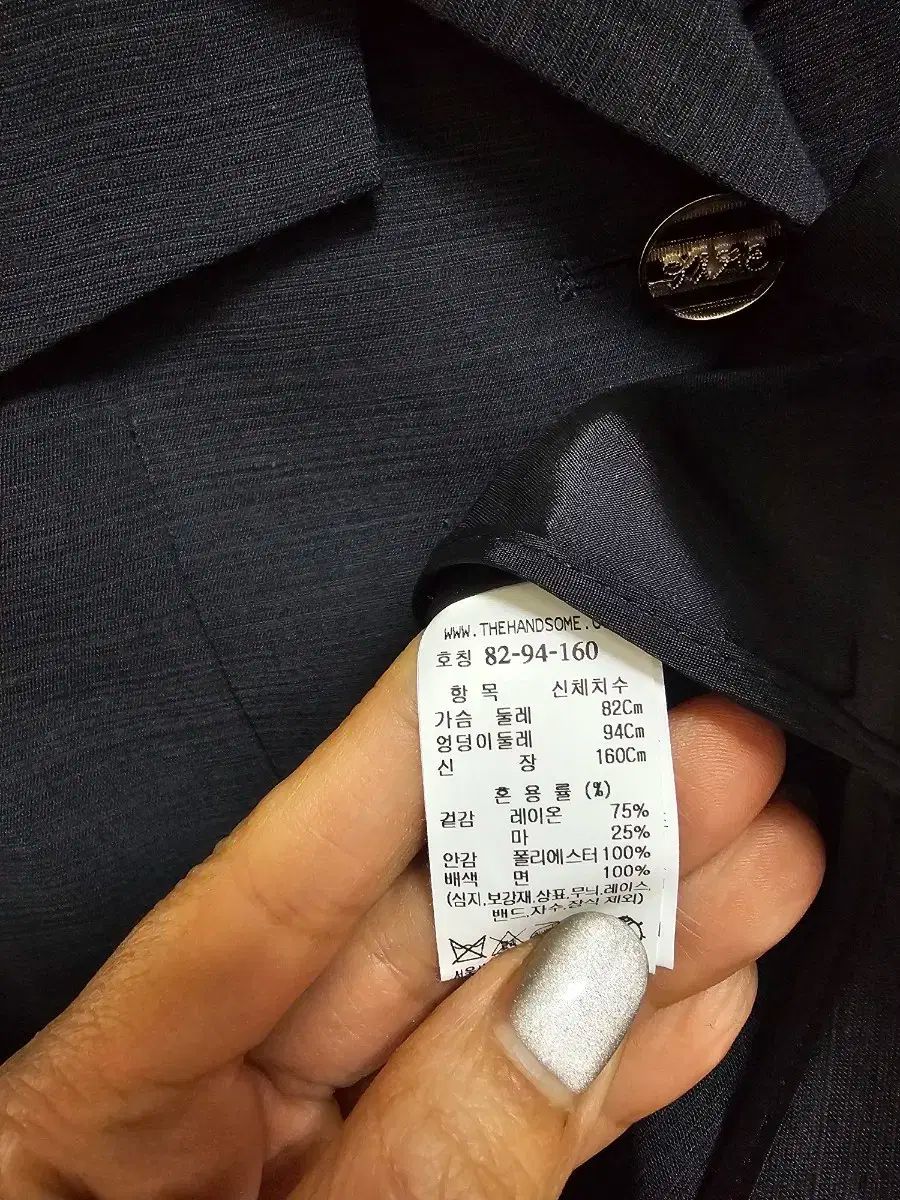 WWW.THEHANDSOME.
호칭 82-94-160
항 목 신체치수
가슴 둘레 82Cm
엉덩이둘레 94Cm
신 장 160Cm
혼 용 률 (%)
겉감 레이온 75%
마 25%
안감 폴리에스터 100%
배색 면 100%
(심지,보강재,상표,무늬,레이스,
밴드,자수,장식 제외)